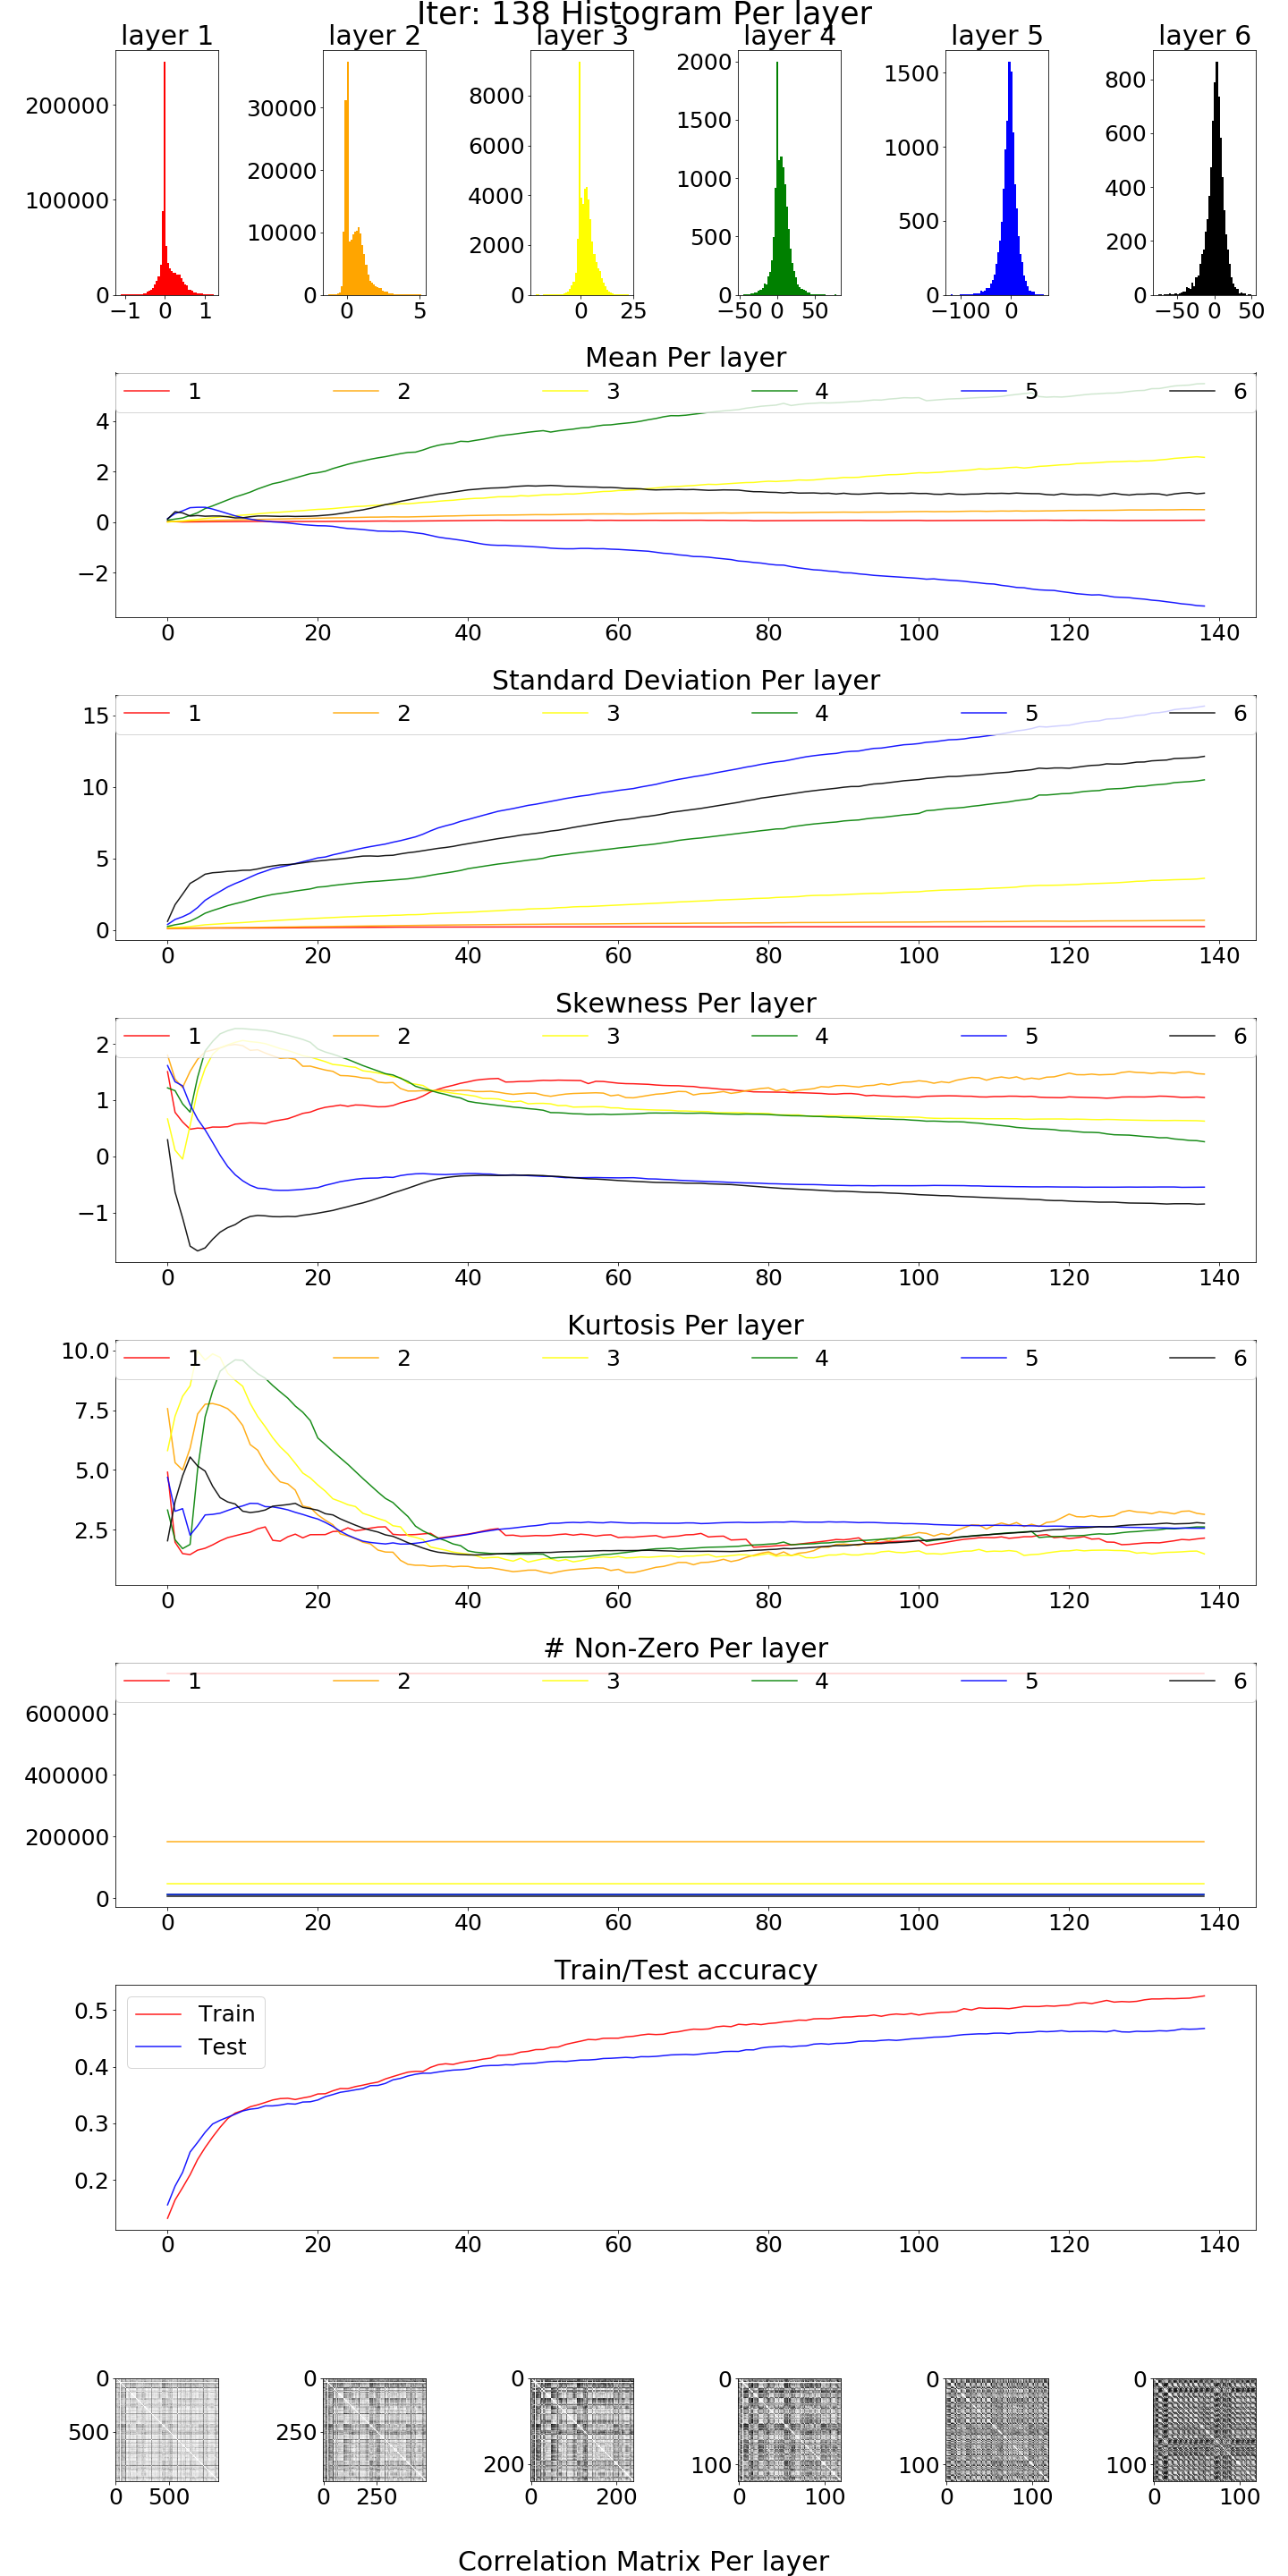 Iter: 138 Histogram Per layer
layer 1 layer 2 layer 3 layer 4 layer 5 layer 6
200000 100000 0 −1 0 1
30000 20000 10000 0 0 5
8000 6000 4000 2000 0 0 25
2000 1500 1000 500 0 −50 0 50
1500 1000 500 0 −100 0
800 600 400 200 0 −50 0 50
Mean Per layer
1 2 3 4 5 6
4
2
0
−2
0 20 40 60 80 100 120 140
Standard Deviation Per layer
1 2 3 4 5 6
15
10
5
0
0 20 40 60 80 100 120 140
Skewness Per layer
1 2 3 4 5 6
2
1
0
−1
0 20 40 60 80 100 120 140
Kurtosis Per layer
1 2 3 4 5 6
10.0
7.5
5.0
2.5
0 20 40 60 80 100 120 140
# Non-Zero Per layer
1 2 3 4 5 6
600000
400000
200000
0
0 20 40 60 80 100 120 140
Train/Test accuracy
Train
Test
0.5
0.4
0.3
0.2
0 20 40 60 80 100 120 140
0 500 0 500
0 250 0 250
0 200 0 200
0 100 0 100
0 100 0 100
0 100 0 100
Correlation Matrix Per layer